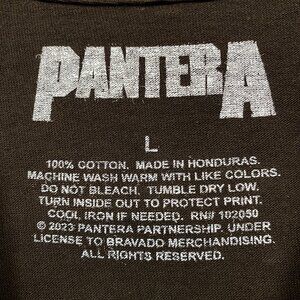 PANTERA
L
100% COTTON. MADE IN HONDURAS.
MACHINE WASH WARM WITH LIKE COLORS.
DO NOT BLEACH. TUMBLE DRY LOW.
TURN INSIDE OUT TO PROTECT PRINT.
COOL IRON IF NEEDED. RN# 102050
© 2023 PANTERA PARTNERSHIP. UNDER
LICENSE TO BRAVADO MERCHANDISING.
ALL RIGHTS RESERVED.